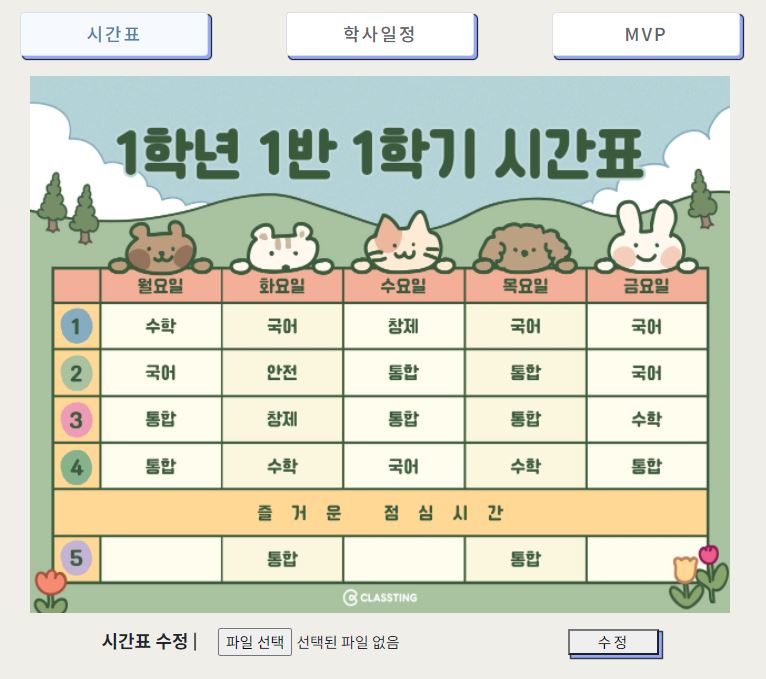 시간표 학사일정 MVP
1학년 1반 1학기 시간표
월요일 화요일 수요일 목요일 금요일
1 수학 국어 창제 국어 국어
2 국어 안전 통합 통합 국어
3 통합 창제 통합 통합 수학
4 통합 수학 국어 수학 통합
즐거운 점심시간
5 통합 통합
CLASSTING
시간표 수정 | 파일 선택 선택된 파일 없음 수정